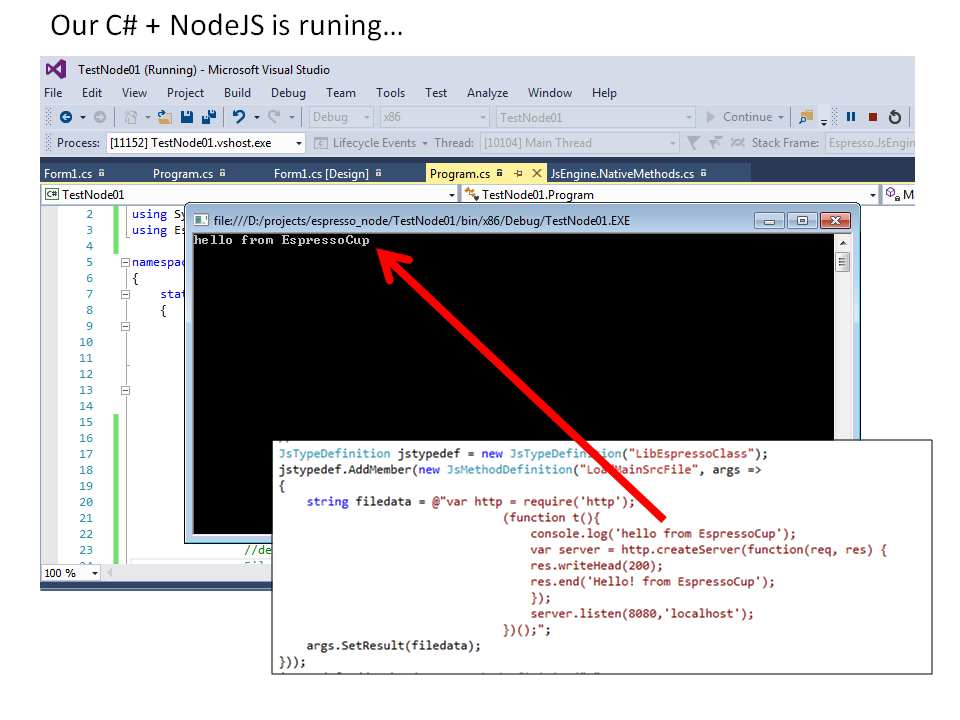 Our C# + NodeJS is runing...
TestNode01 (Running) - Microsoft Visual Studio
File Edit View Project Build Debug Team Tools Test Analyze Window Help
Debug x86 TestNode01 Continue
Process: [11152] TestNode01.vshost.exe Lifecycle Events Thread: [10104] Main Thread Stack Frame: Espresso.JsEngin
Form1.cs Program.cs Form1.cs [Design] Program.cs JsEngine.NativeMethods.cs
C# TestNode01 TestNode01.Program M
2 using Sy
file:///D:/projects/espresso_node/TestNode01/bin/x86/Debug/TestNode01.EXE
3 using Es
hello from EspressoCup
4
5 namespac
6 {
7 stat
8 {
9
10
11
12
13
14
15
16
17
18
19
20
21
22
23 //de
100 %
JsTypeDefinition jstypedef = new JsTypeDefinition("LibEspressoClass");
jstypedef.AddMember(new JsMethodDefinition("LoadMainSrcFile", args =>
{
string filedata = @"var http = require('http');
(function t(){
console.log('hello from EspressoCup');
var server = http.createServer(function(req, res) {
res.writeHead(200);
res.end('Hello! from EspressoCup');
});
server.listen(8080,'localhost');
})();";
args.SetResult(filedata);
}));